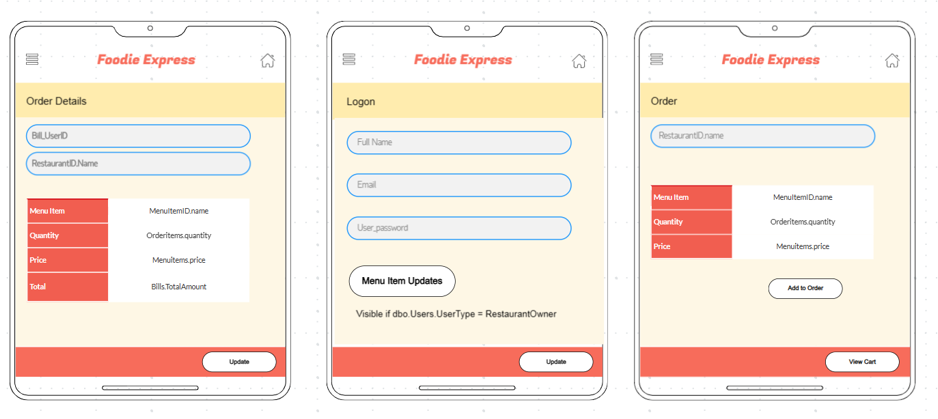 Foodie Express
Order Details
Bill_UserID
RestaurantID.Name
Menu Item MenuItemID.name
Quantity Orderitems.quantity
Price Menuitems.price
Total Bills.TotalAmount
Update
Foodie Express
Logon
Full Name
Email
User_password
Menu Item Updates
Visible if dbo.Users.UserType = RestaurantOwner
Update
Foodie Express
Order
RestaurantID.name
Menu Item MenuItemID.name
Quantity Orderitems.quantity
Price Menuitems.price
Add to Order
View Cart